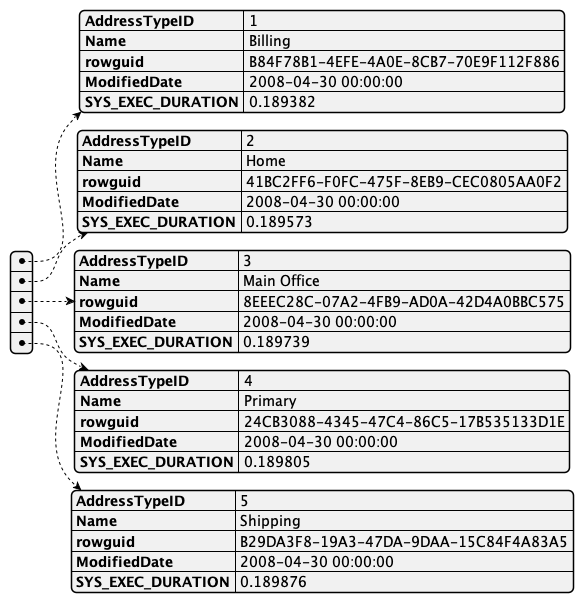 AddressTypeID 1
Name Billing
rowguid B84F78B1-4EFE-4A0E-8CB7-70E9F112F886
ModifiedDate 2008-04-30 00:00:00
SYS_EXEC_DURATION 0.189382
AddressTypeID 2
Name Home
rowguid 41BC2FF6-F0FC-475F-8EB9-CEC0805AA0F2
ModifiedDate 2008-04-30 00:00:00
SYS_EXEC_DURATION 0.189573
AddressTypeID 3
Name Main Office
rowguid 8EEEC28C-07A2-4FB9-AD0A-42D4A0BBC575
ModifiedDate 2008-04-30 00:00:00
SYS_EXEC_DURATION 0.189739
AddressTypeID 4
Name Primary
rowguid 24CB3088-4345-47C4-86C5-17B535133D1E
ModifiedDate 2008-04-30 00:00:00
SYS_EXEC_DURATION 0.189805
AddressTypeID 5
Name Shipping
rowguid B29DA3F8-19A3-47DA-9DAA-15C84F4A83A5
ModifiedDate 2008-04-30 00:00:00
SYS_EXEC_DURATION 0.189876